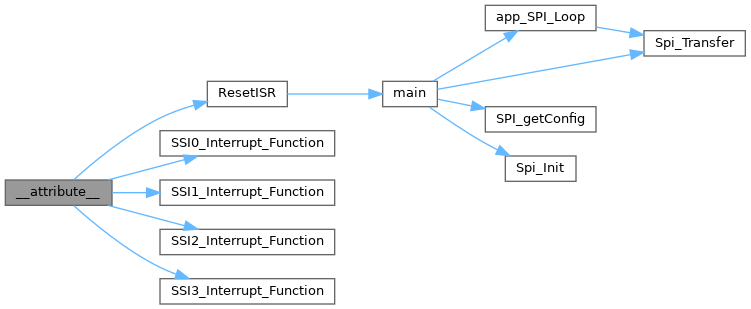 app_SPI_Loop
Spi_Transfer
ResetISR
main
SPI_getConfig
SSI0_Interrupt_Function
Spi_Init
__attribute__
SSI1_Interrupt_Function
SSI2_Interrupt_Function
SSI3_Interrupt_Function